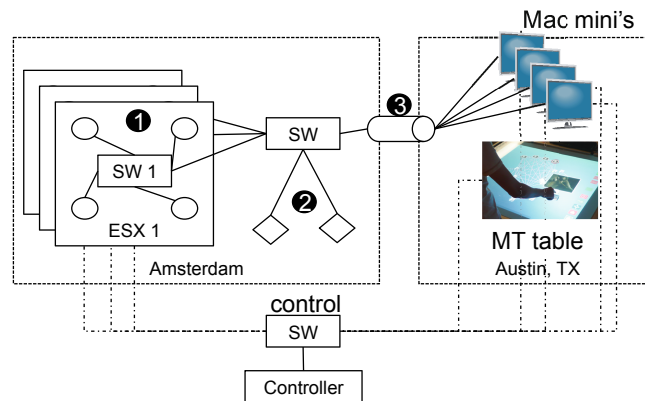 Mac mini's
1
3
SW
SW 1
2
ESX 1
MT table
Amsterdam
Austin, TX
control
SW
Controller